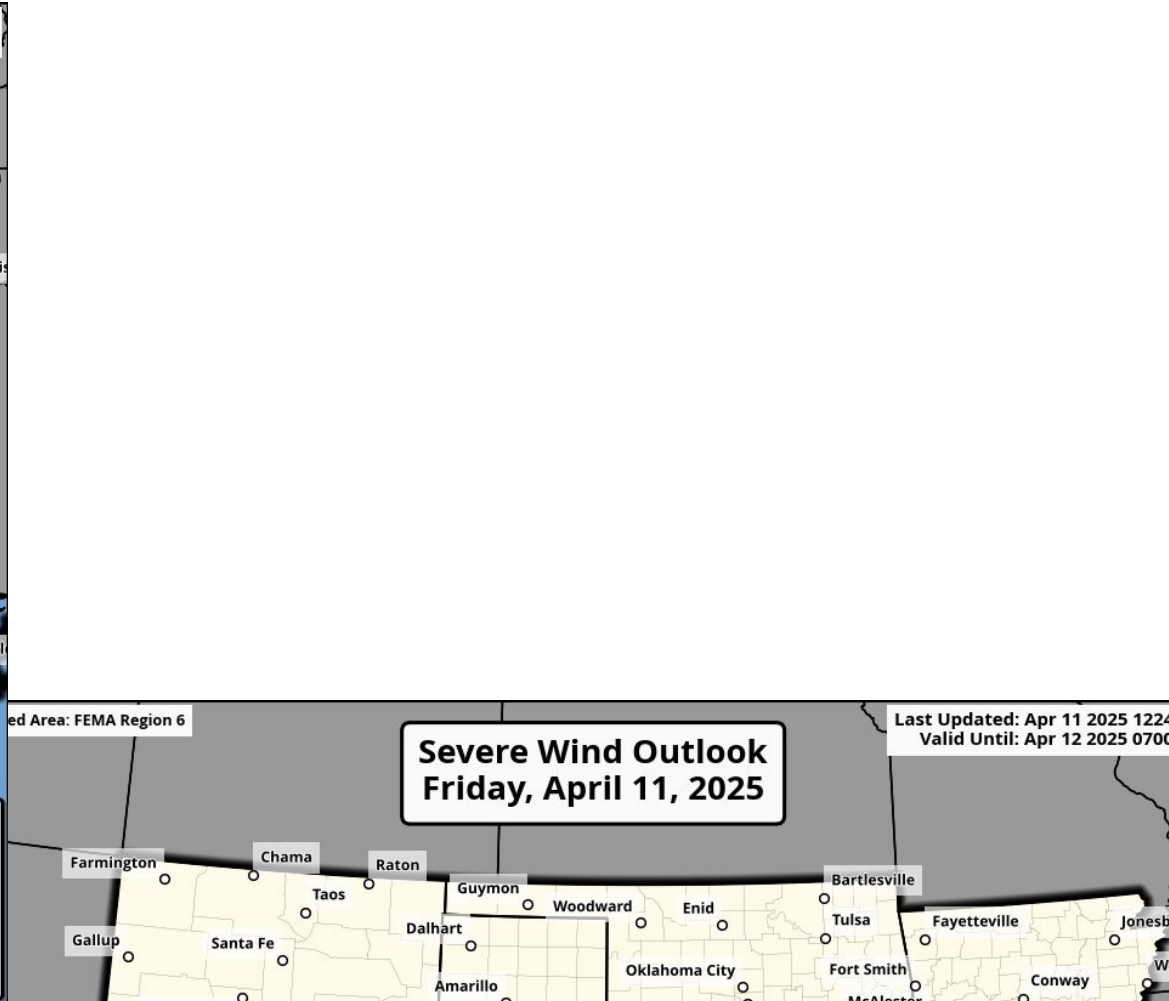 ed Area: FEMA Region 6
Severe Wind Outlook
Friday, April 11, 2025
Last Updated: Apr 11 2025 1224
Valid Until: Apr 12 2025 0700
Farmington
Chama
Raton
Taos
Guymon
Woodward
Enid
Bartlesville
Dalhart
Tulsa
Fayetteville
Jonesb
Gallup
Santa Fe
Amarillo
Oklahoma City
Fort Smith
McAlester
Conway
W